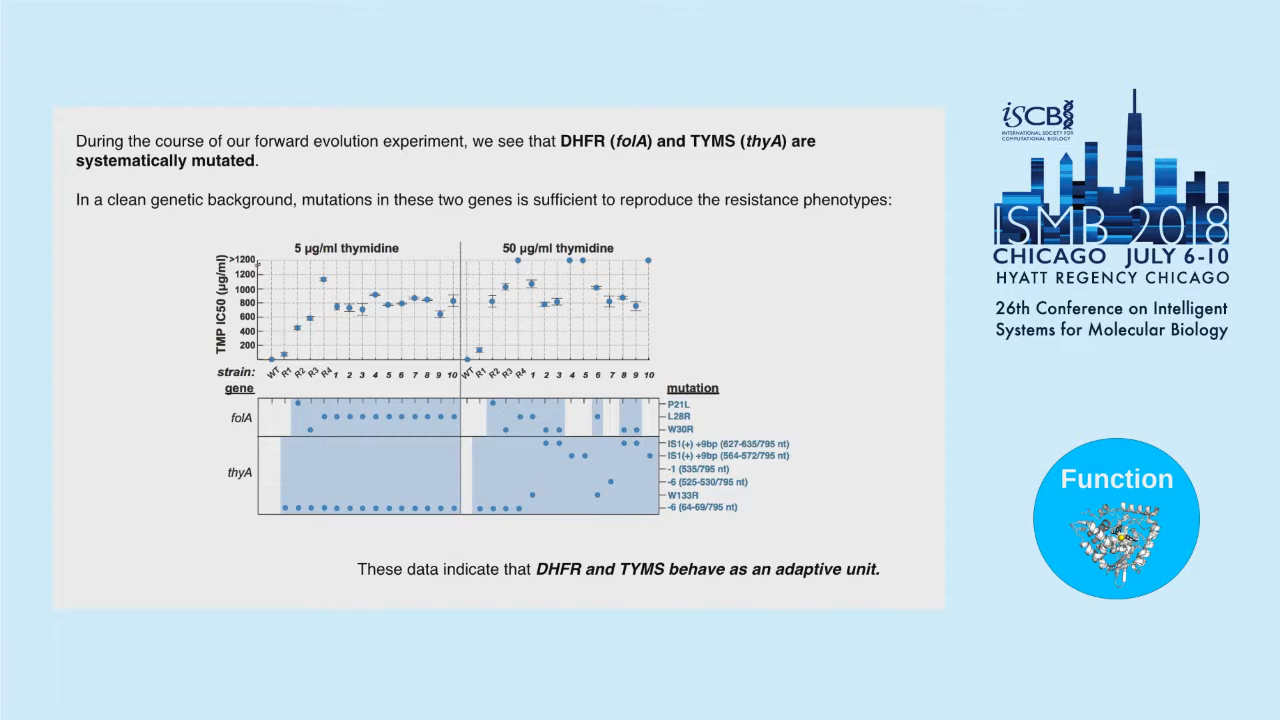 During the course of our forward evolution experiment, we see that DHFR (folA) and TYMS (thyA) are
systematically mutated.
In a clean genetic background, mutations in these two genes is sufficient to reproduce the resistance phenotypes:
5 µg/ml thymidine
50 µg/ml thymidine
TMP IC50 (µg/ml)
>1200
1200
1000
800
600
400
200
strain:
WT R1 R2 R3 R4 1 2 3 4 5 6 7 8 9 10
WT R1 R2 R3 R4 1 2 3 4 5 6 7 8 9 10
gene
mutation
folA
P21L
L28R
W30R
thyA
IS1(+) +9bp (627-635/795 nt)
IS1(+) +9bp (564-572/795 nt)
-1 (535/795 nt)
-6 (525-530/795 nt)
W133R
-6 (64-69/795 nt)
These data indicate that DHFR and TYMS behave as an adaptive unit.
iSCB
INTERNATIONAL SOCIETY FOR
COMPUTATIONAL BIOLOGY
ISMB 2018
CHICAGO JULY 6-10
HYATT REGENCY CHICAGO
26th Conference on Intelligent
Systems for Molecular Biology
Function